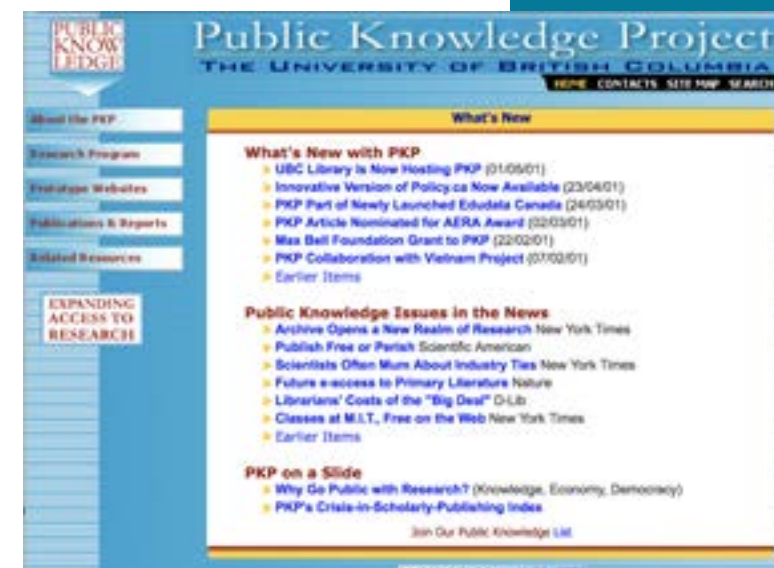 PUBLIC
KNOW
LEDGE
Public Knowledge Project
THE UNIVERSITY OF BRITISH COLUMBIA
HOME CONTACTS SITE MAP SEARCH
About the PKP
Research Program
Prototype Websites
Publications & Reports
Related Resources
EXPANDING
ACCESS TO
RESEARCH
What's New
What's New with PKP
UBC Library Is Now Hosting PKP (01/05/01)
Innovative Version of Policy.ca Now Available (23/04/01)
PKP Part of Newly Launched Edudata Canada (24/03/01)
PKP Article Nominated for AERA Award (02/03/01)
Max Bell Foundation Grant to PKP (22/02/01)
PKP Collaboration with Vietnam Project (07/02/01)
Earlier Items
Public Knowledge Issues in the News
Archive Opens a New Realm of Research New York Times
Publish Free or Perish Scientific American
Scientists Often Mum About Industry Ties New York Times
Future e-access to Primary Literature Nature
Librarians' Costs of the "Big Deal" D-Lib
Classes at M.I.T., Free on the Web New York Times
Earlier Items
PKP on a Slide
Why Go Public with Research? (Knowledge, Economy, Democracy)
PKP's Crisis-in-Scholarly-Publishing Index
Join Our Public Knowledge List